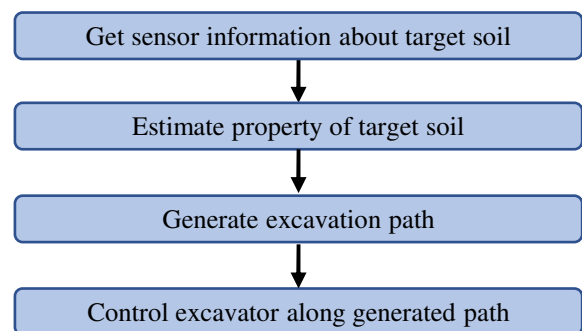 Get sensor information about target soil
Estimate property of target soil
Generate excavation path
Control excavator along generated path